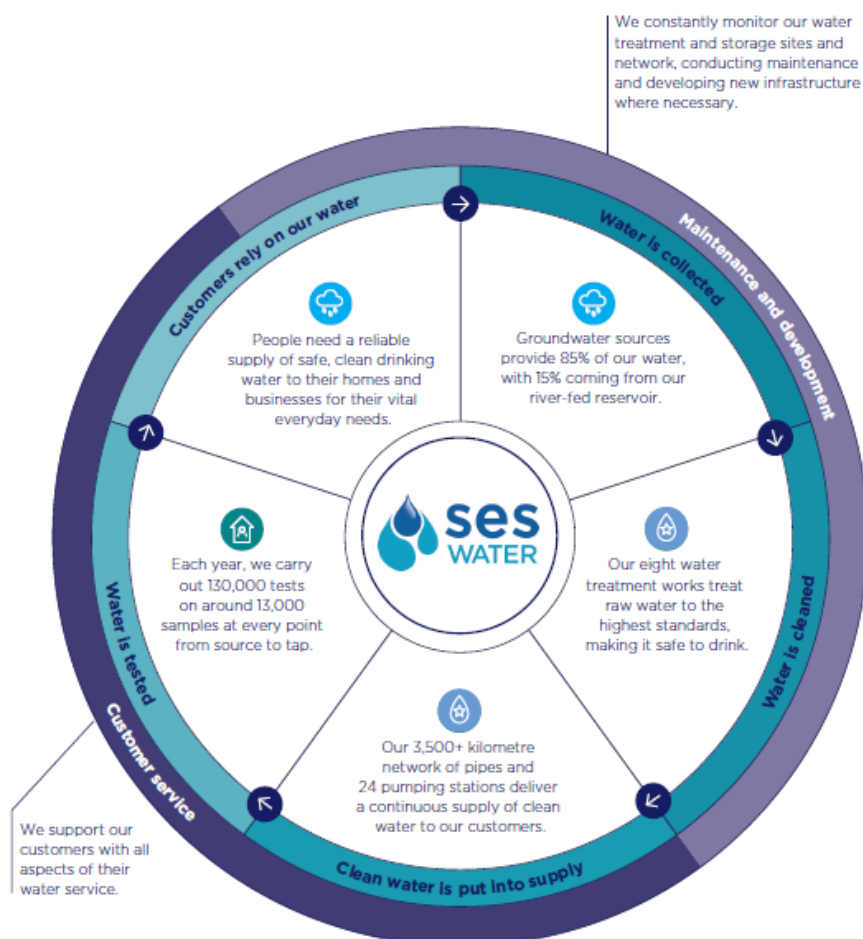 We constantly monitor our water
treatment and storage sites and
network, conducting maintenance
and developing new infrastructure
where necessary.
Maintenance and development
Customers rely on our water
Water is collected
People need a reliable
supply of safe, clean drinking
water to their homes and
businesses for their vital
everyday needs.
Groundwater sources
provide 85% of our water,
with 15% coming from our
river-fed reservoir.
ses
WATER
Each year, we carry
out 130,000 tests
on around 13,000
samples at every point
from source to tap.
Our eight water
treatment works treat
raw water to the
highest standards,
making it safe to drink.
Water is tested
Water is cleaned
Our 3,500+ kilometre
network of pipes and
24 pumping stations deliver
a continuous supply of clean
water to our customers.
Clean water is put into supply
Customer service
We support our
customers with all
aspects of their
water service.